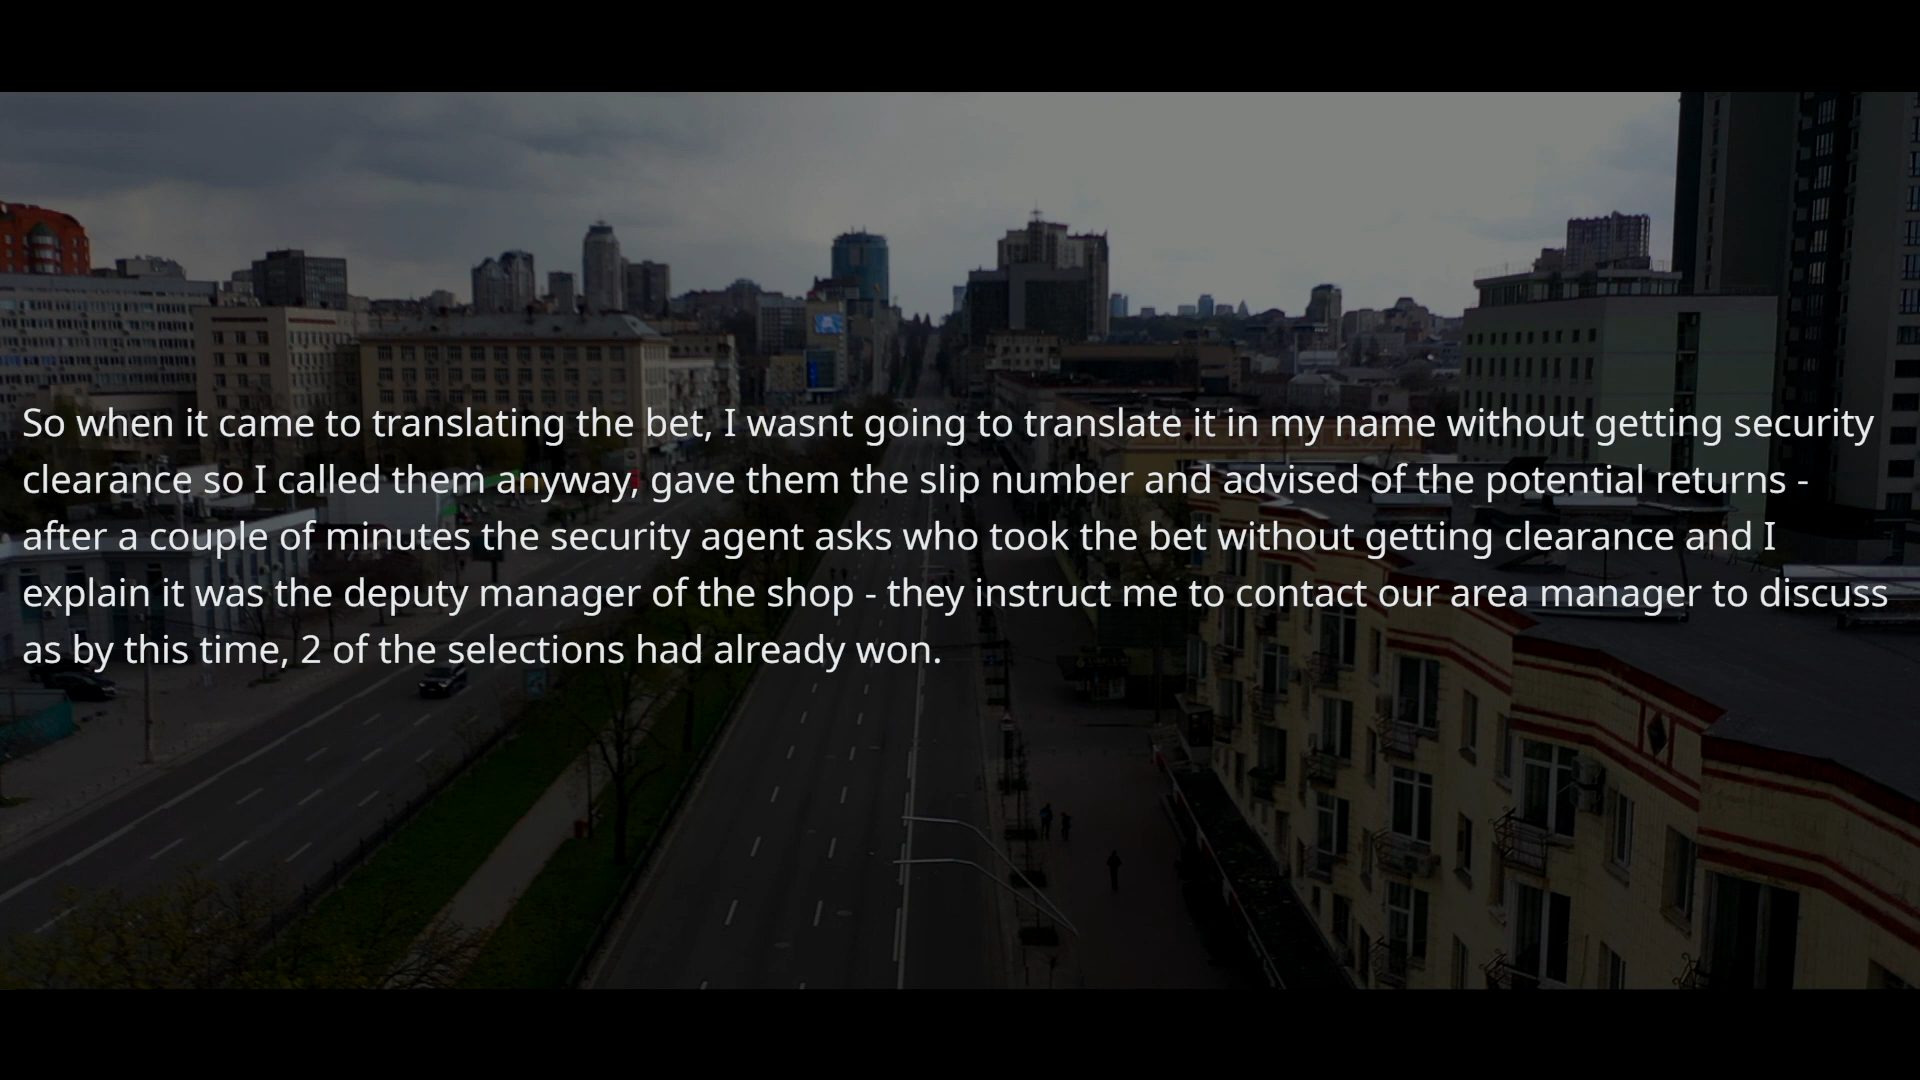 So when it came to translating the bet, I wasnt going to translate it in my name without getting security
clearance so I called them anyway, gave them the slip number and advised of the potential returns -
after a couple of minutes the security agent asks who took the bet without getting clearance and I
explain it was the deputy manager of the shop - they instruct me to contact our area manager to discuss
as by this time, 2 of the selections had already won.